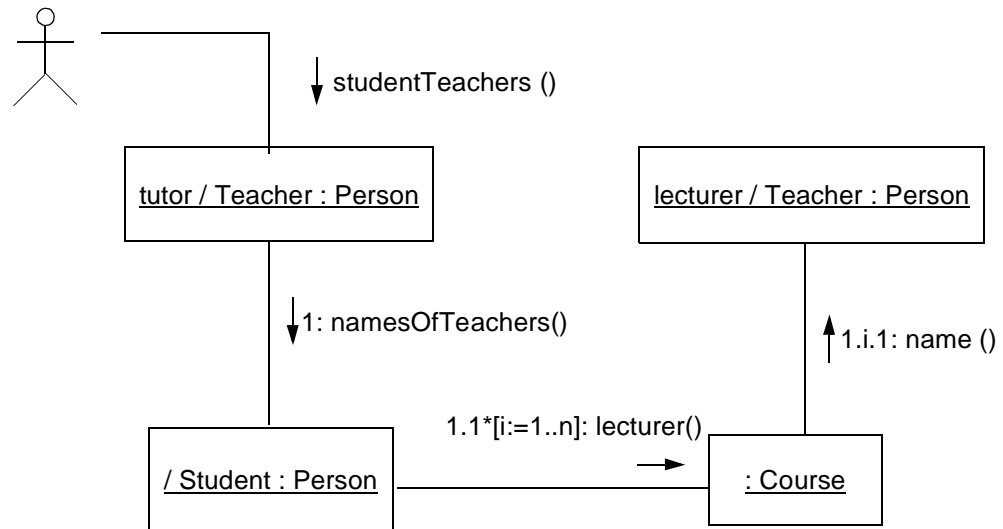 studentTeachers ()
tutor / Teacher : Person
lecturer / Teacher : Person
1: namesOfTeachers()
1.i.1: name ()
1.1*[i:=1..n]: lecturer()
/ Student : Person
: Course